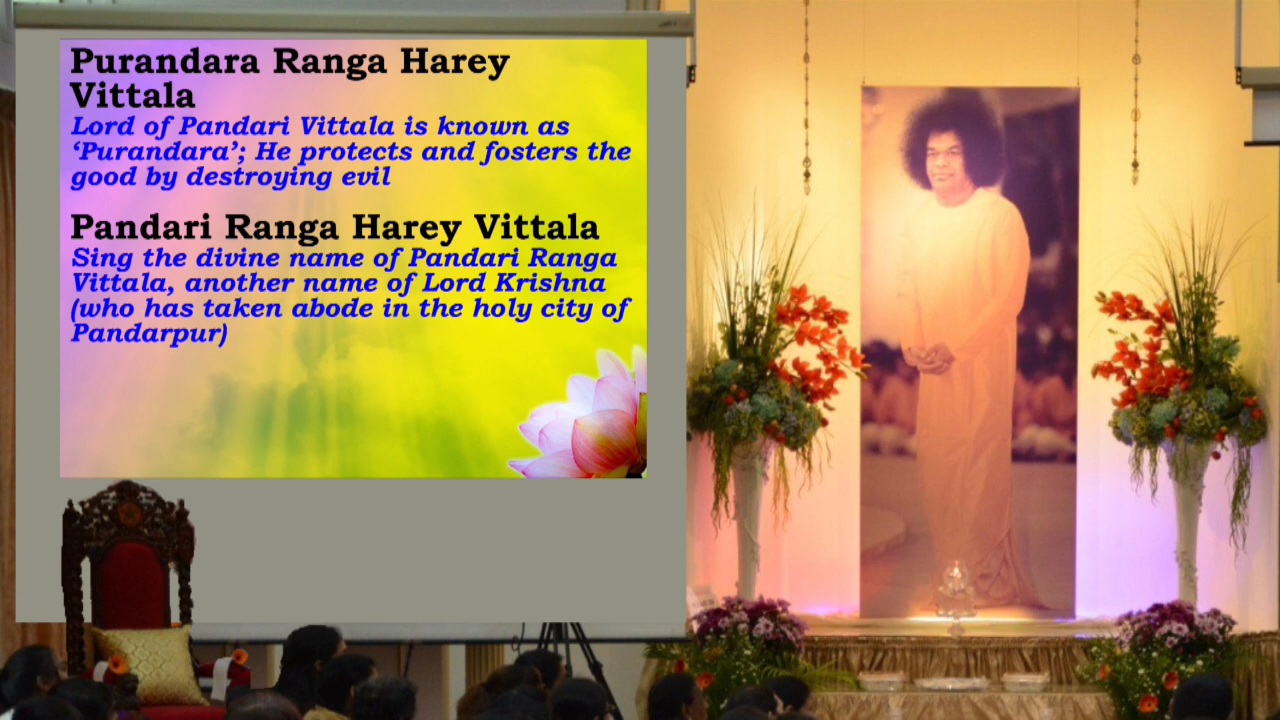 Purandara Ranga Harey
Vittala
Lord of Pandari Vittala is known as
‘Purandara’; He protects and fosters the
good by destroying evil
Pandari Ranga Harey Vittala
Sing the divine name of Pandari Ranga
Vittala, another name of Lord Krishna
(who has taken abode in the holy city of
Pandarpur)